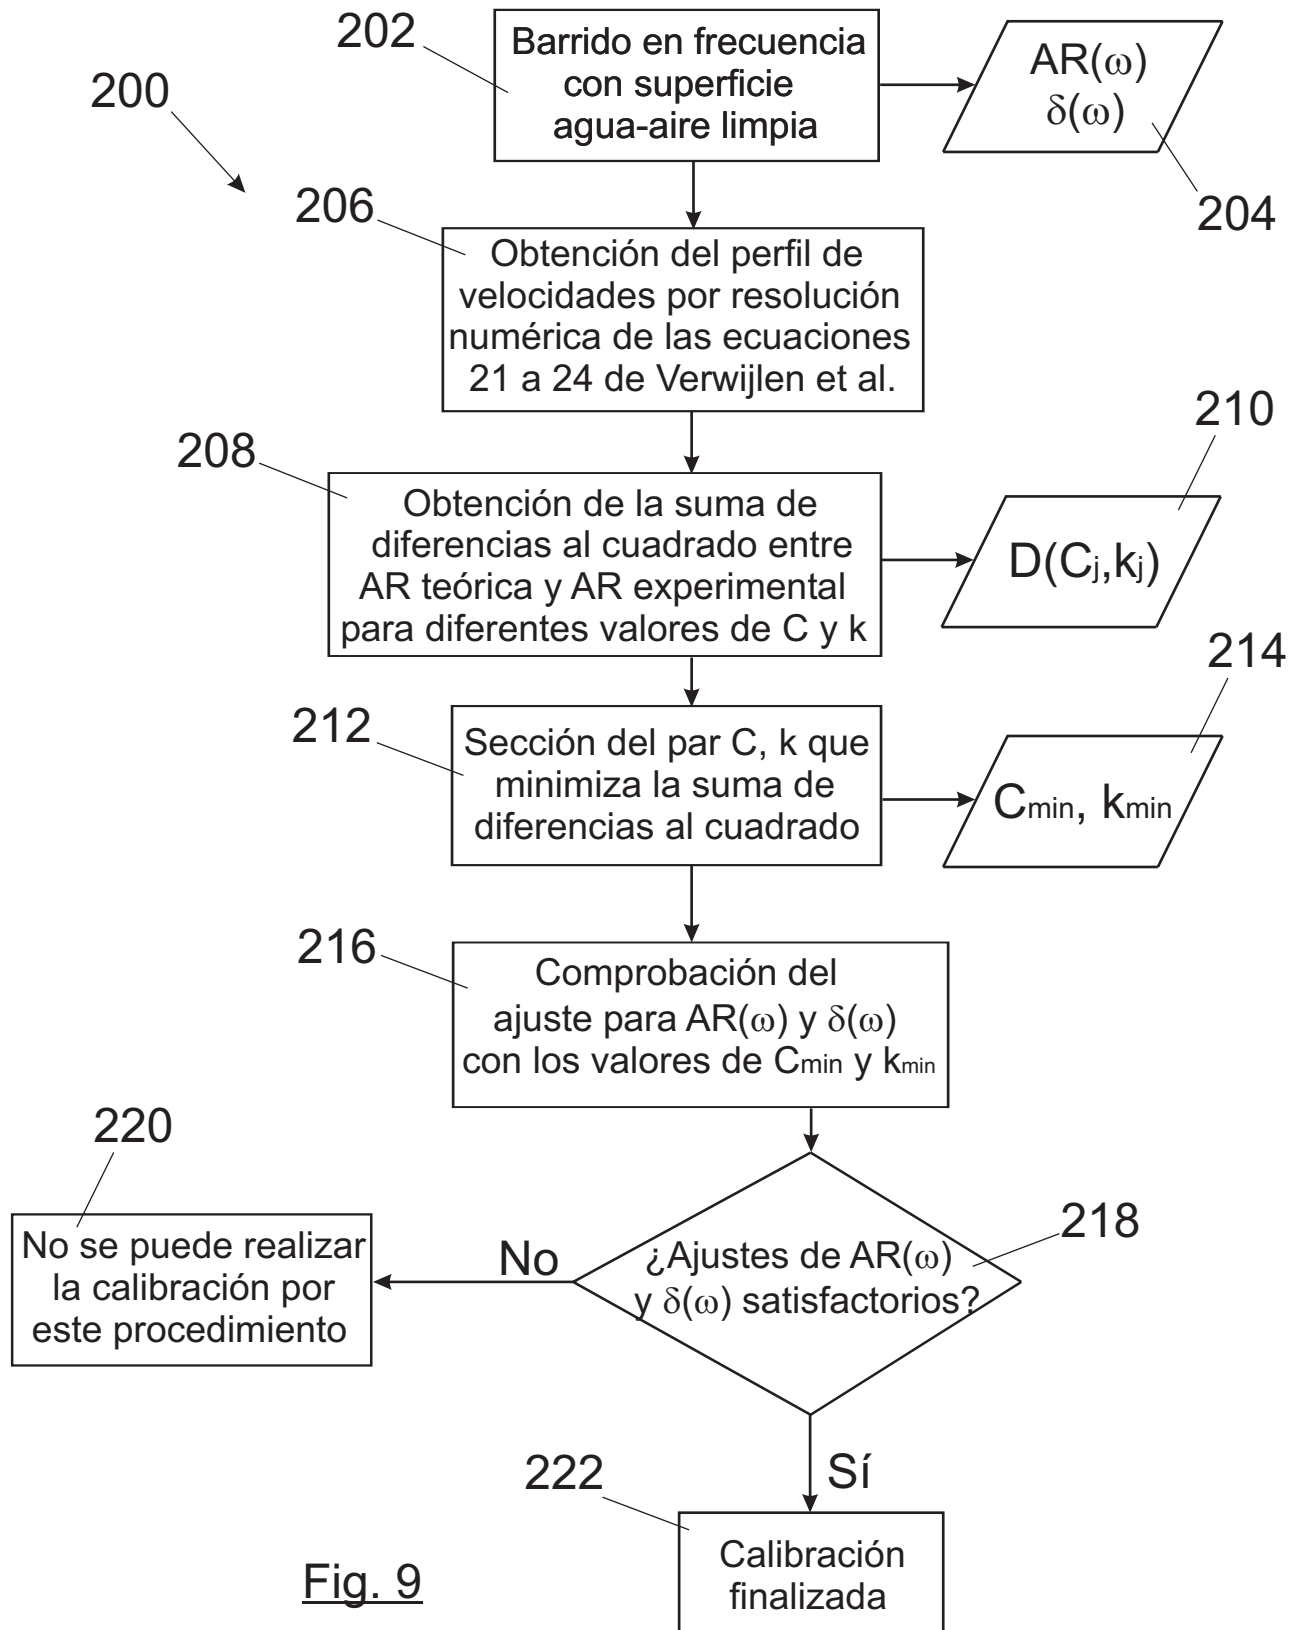 202
Barrido en frecuencia
con superficie
agua-aire limpia
AR(ω)
δ(ω)
200
204
206
Obtención del perfil de
velocidades por resolución
numérica de las ecuaciones
21 a 24 de Verwijlen et al.
210
208
Obtención de la suma de
diferencias al cuadrado entre
AR teórica y AR experimental
para diferentes valores de C y k
D(Cj,kj)
214
212
Sección del par C, k que
minimiza la suma de
diferencias al cuadrado
Cmin, kmin
216
Comprobación del
ajuste para AR(ω) y δ(ω)
con los valores de Cmin y kmin
220
No se puede realizar
la calibración por
este procedimiento
No
218
¿Ajustes de AR(ω)
y δ(ω) satisfactorios?
Sí
222
Calibración
finalizada
Fig. 9